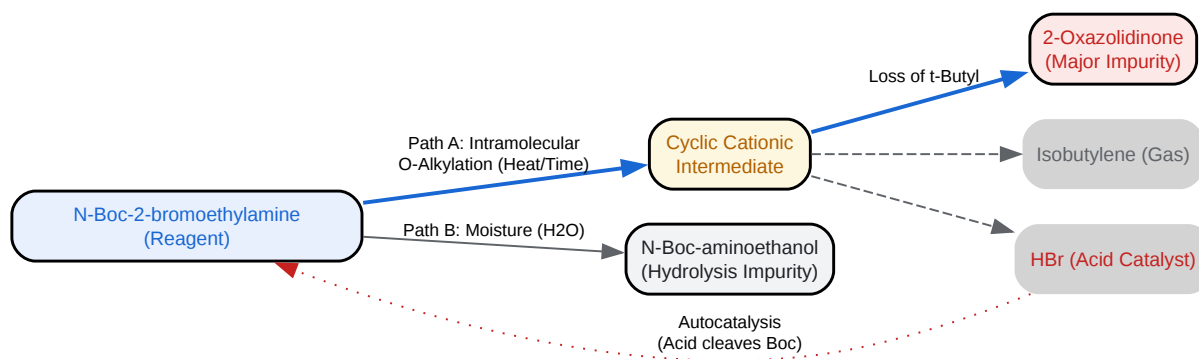 2-Oxazolidinone
(Major Impurity)
Loss of t-Butyl
Path A: Intramolecular
O-Alkylation (Heat/Time)
Cyclic Cationic
Intermediate
Isobutylene (Gas)
N-Boc-2-bromoethylamine
(Reagent)
Path B: Moisture (H2O)
N-Boc-aminoethanol
(Hydrolysis Impurity)
HBr (Acid Catalyst)
Autocatalysis
(Acid cleaves Boc)